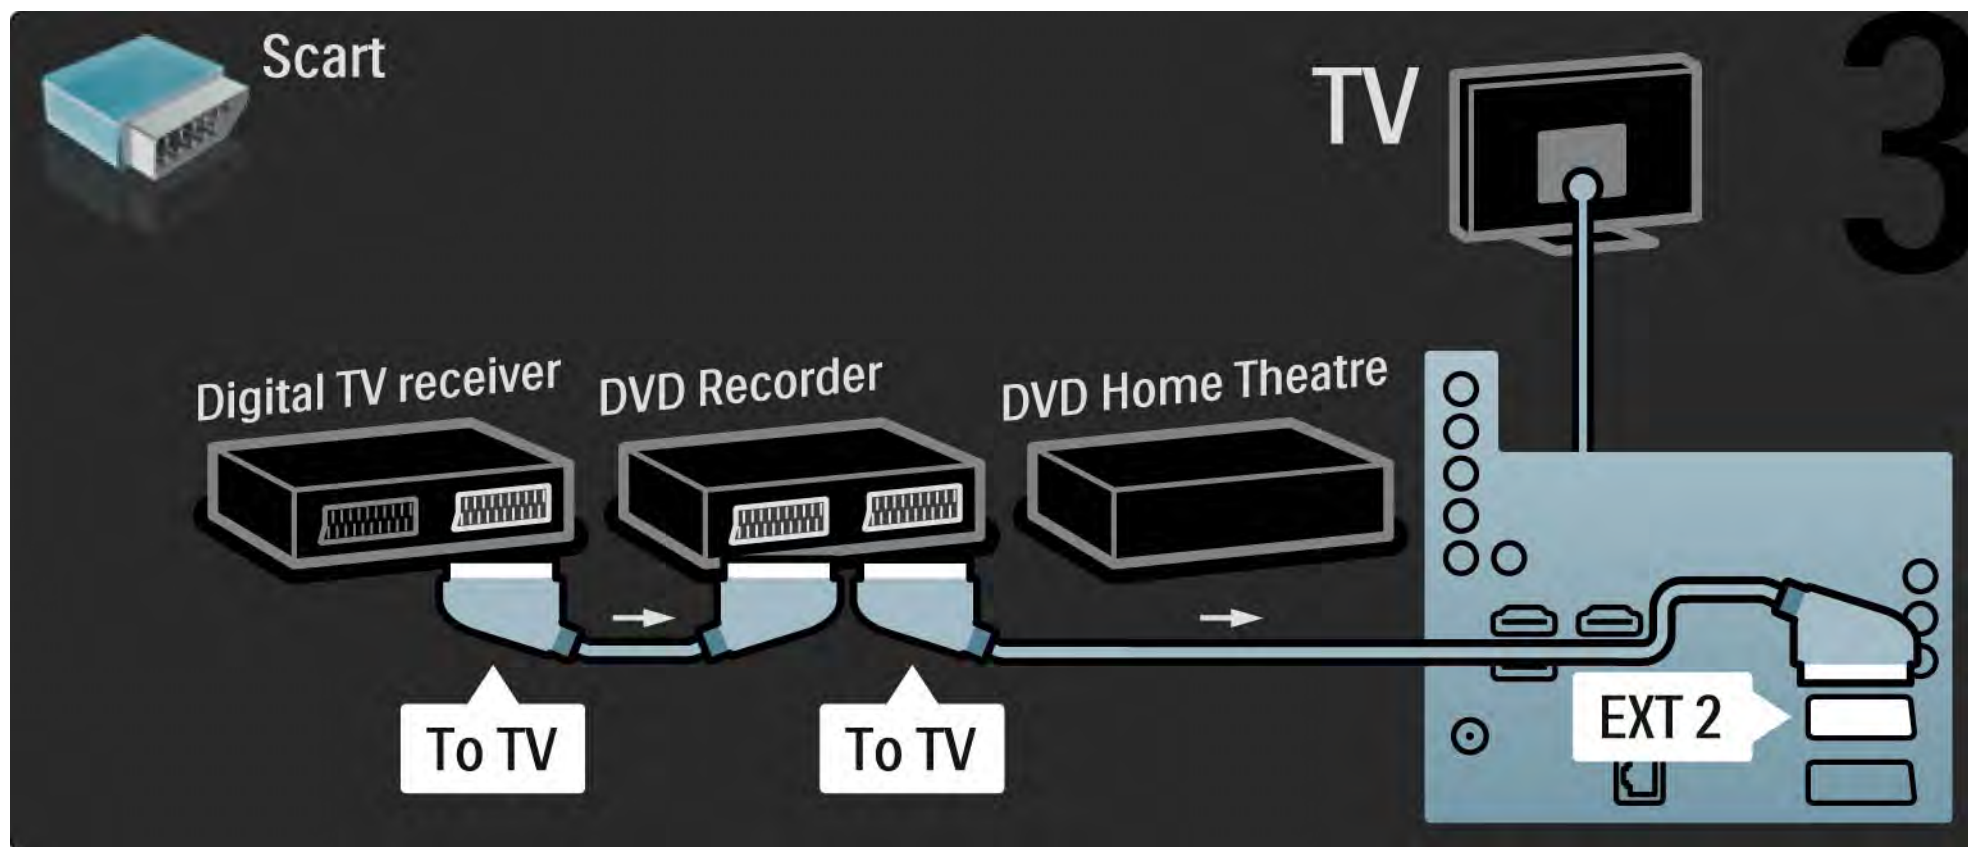 Scart
TV
3
Digital TV receiver
DVD Recorder
DVD Home Theatre
To TV
To TV
EXT 2